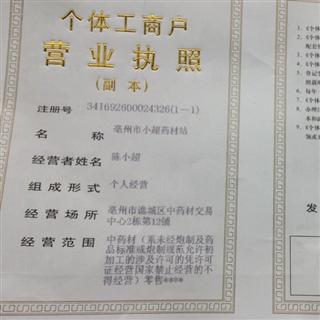 个体工商户
营业执照
(副本)
注册号 341692600024326(1-1)
名称 亳州市小超药材站
经营者姓名 陈小超
组成形式 个人经营
经营场所 亳州市谯城区中药材交易
中心2栋第12铺
经营范围 中药材（系未经炮制及药
品标准或炮制规范允许初
加工的涉及许可的凭许可
证经营国家禁止经营的不
得经营）零售***